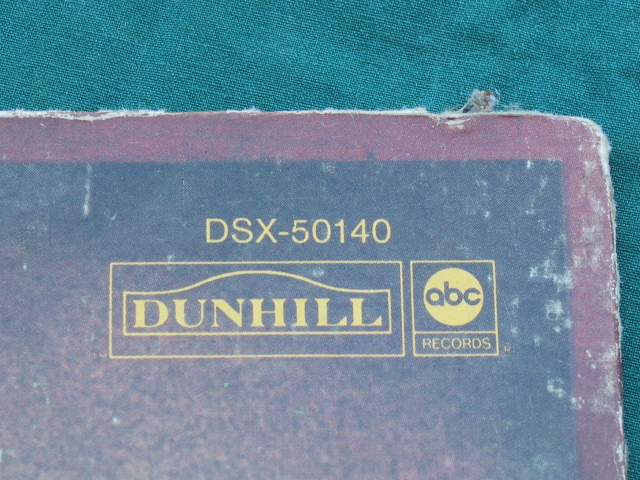 DSX-50140
DUNHILL
abc
RECORDS
R